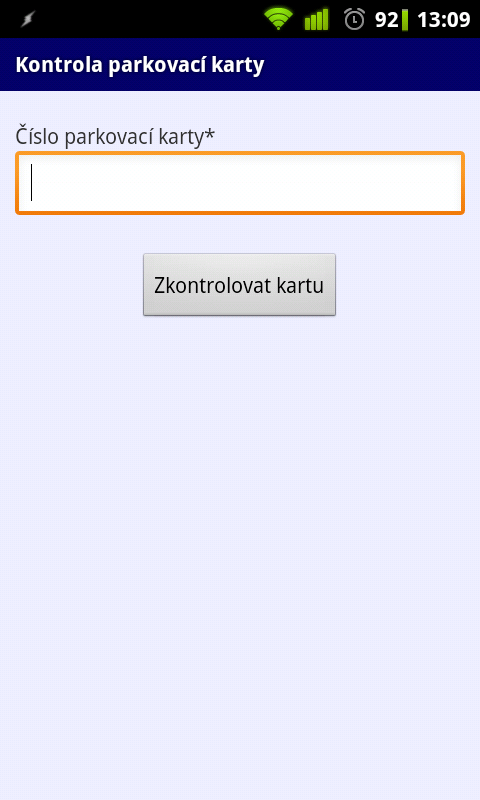 92 13:09
Kontrola parkovací karty
Číslo parkovací karty*
Zkontrolovat kartu